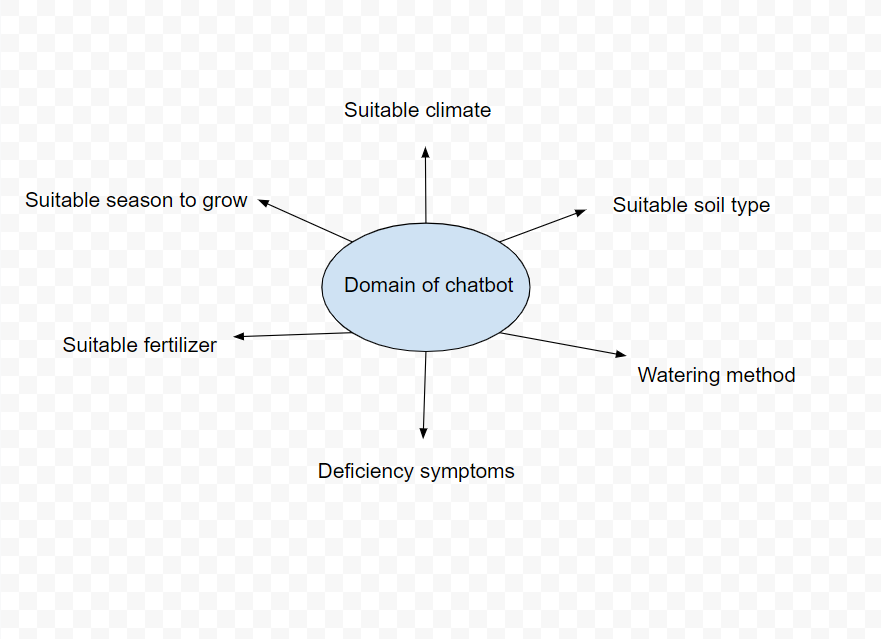 Suitable climate
Suitable season to grow
Suitable soil type
Domain of chatbot
Suitable fertilizer
Watering method
Deficiency symptoms